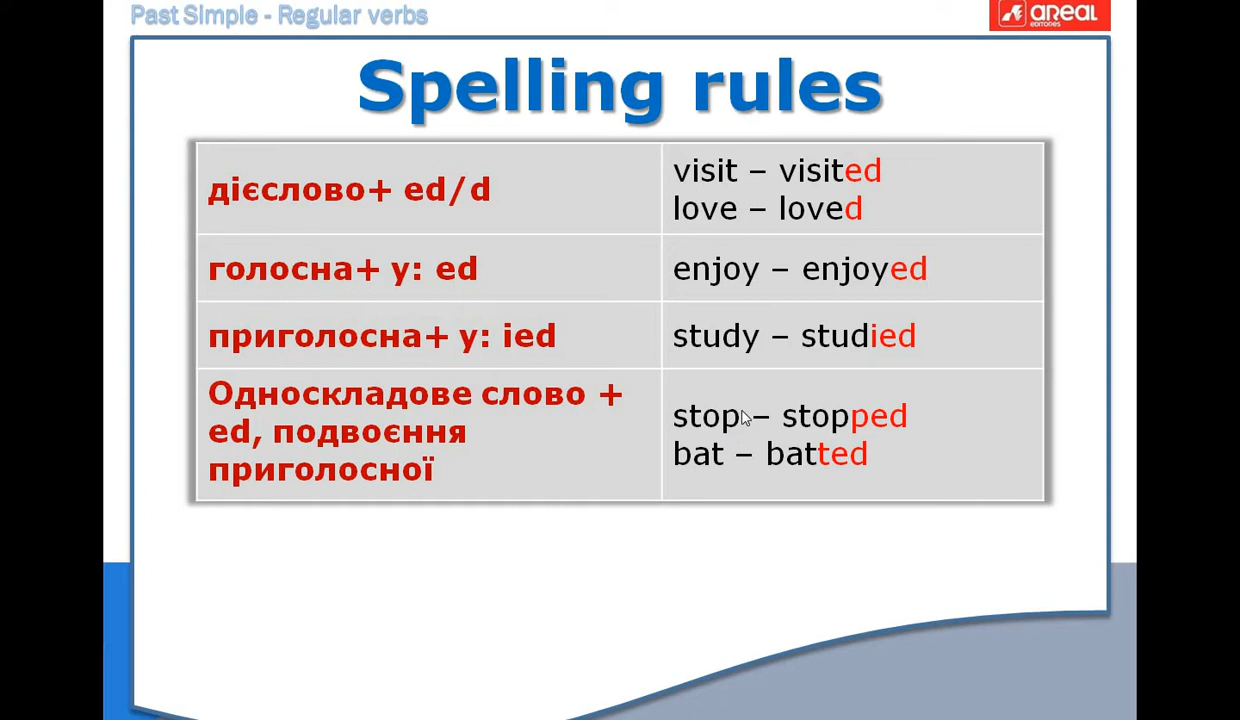 Past Simple - Regular verbs
areal
EDITORES
Spelling rules
дієслово+ ed/d
visit – visited
love – loved
голосна+ y: ed
enjoy – enjoyed
приголосна+ y: ied
study – studied
Односкладове слово +
ed, подвоєння
приголосної
stop – stopped
bat – batted